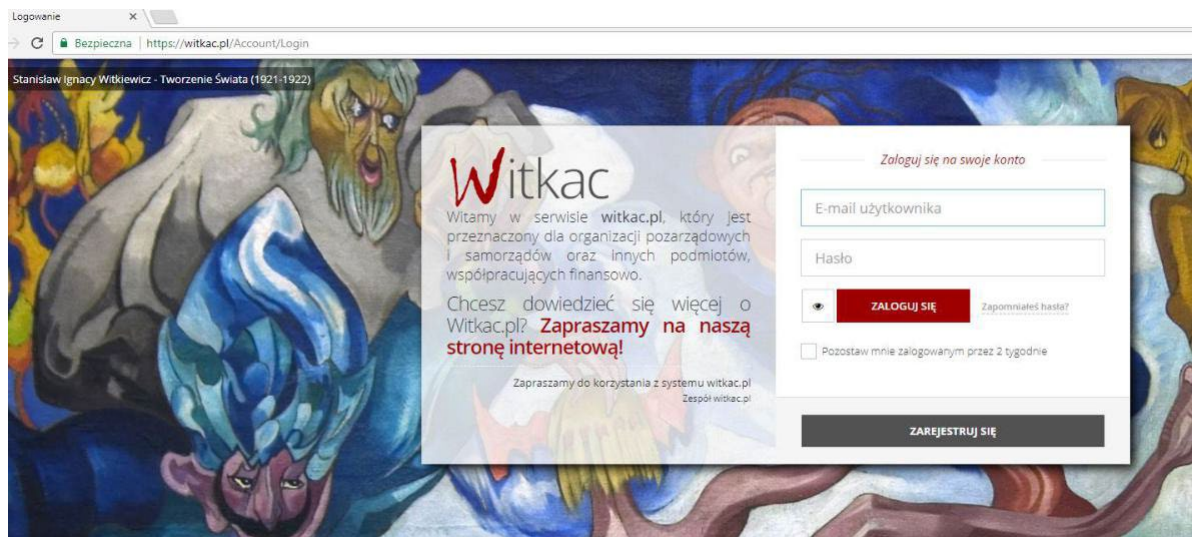 Logowanie
Bezpieczna https://witkac.pl/Account/Login
Stanisław Ignacy Witkiewicz - Tworzenie Świata (1921-1922)
Witkac
Witamy w serwisie witkac.pl, który jest
przeznaczony dla organizacji pozarządowych
i samorządów oraz innych podmiotów,
współpracujących finansowo.
Chcesz dowiedzieć się więcej o
Witkac.pl? Zapraszamy na naszą
stronę internetową!
Zapraszamy do korzystania z systemu witkac.pl
Zespół witkac.pl
Zaloguj się na swoje konto
E-mail użytkownika
Hasło
ZALOGUJ SIĘ Zapomniałeś hasła?
Pozostaw mnie zalogowanym przez 2 tygodnie
ZAREJESTRUJ SIĘ